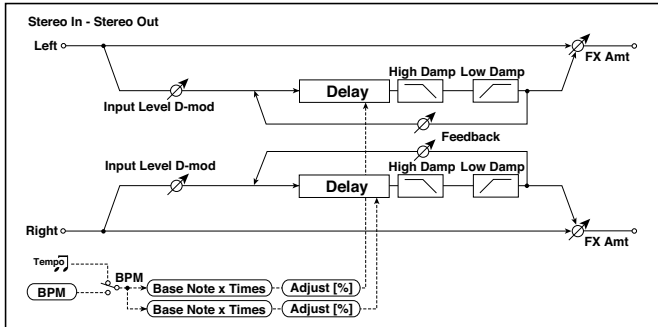 Stereo In - Stereo Out
Left
FX Amt
High Damp
Low Damp
Delay
Input Level D-mod
Feedback
Input Level D-mod
High Damp
Low Damp
Delay
Right
FX Amt
Tempo
BPM
BPM
Base Note x Times
Adjust [%]
Base Note x Times
Adjust [%]